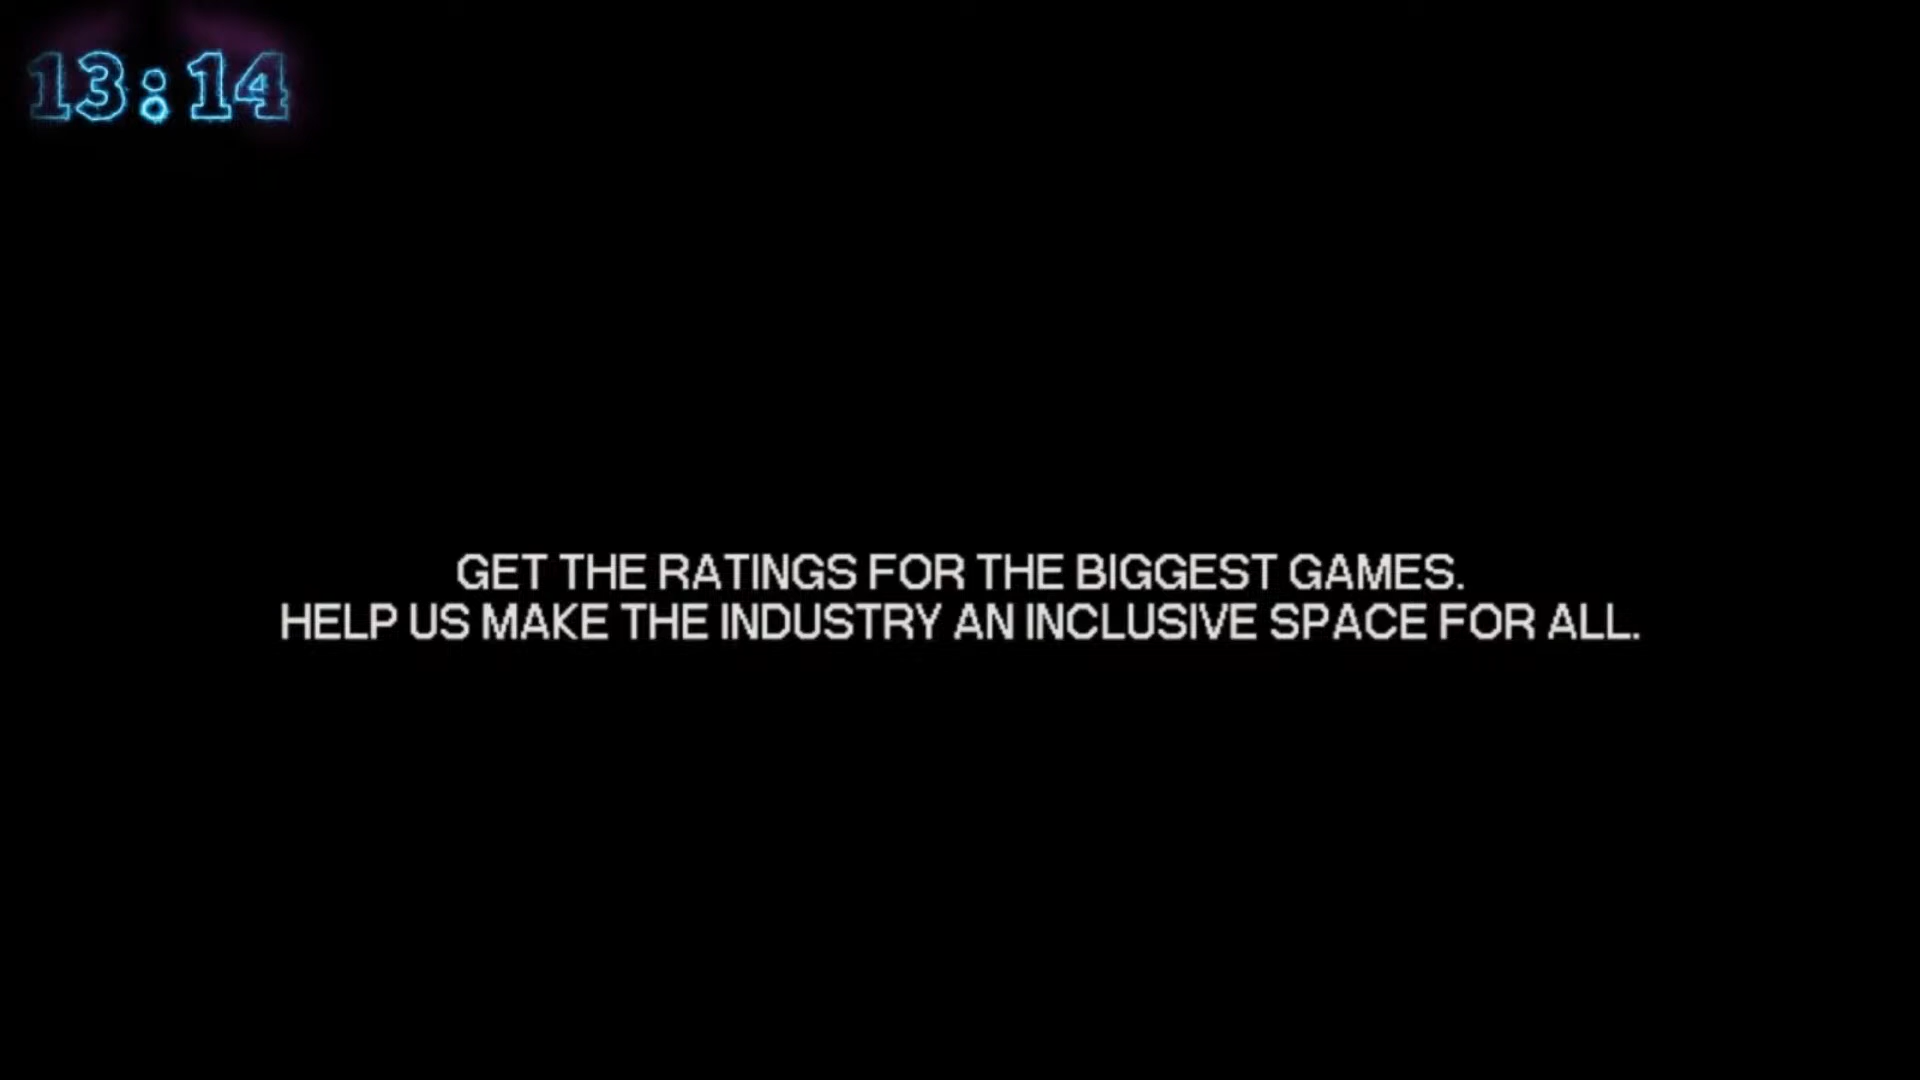 13:14
GET THE RATINGS FOR THE BIGGEST GAMES.
HELP US MAKE THE INDUSTRY AN INCLUSIVE SPACE FOR ALL.